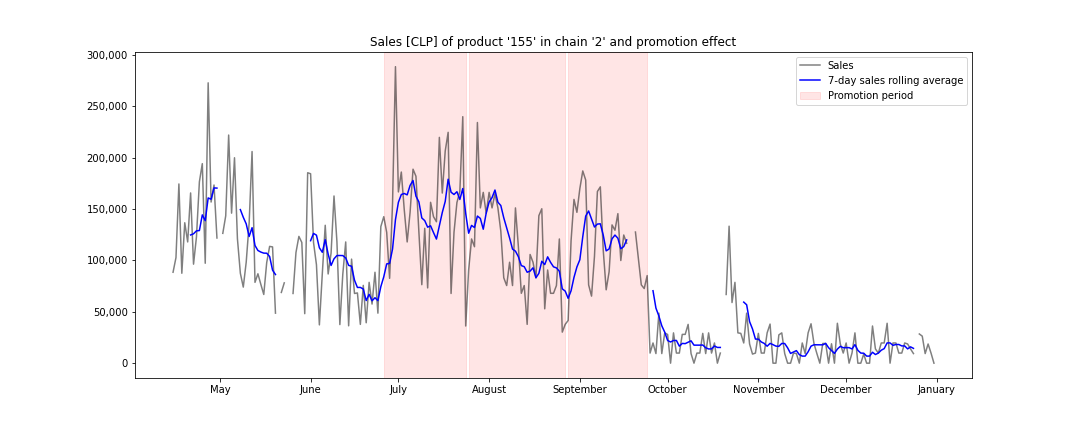 Sales [CLP] of product '155' in chain '2' and promotion effect
300,000
250,000
200,000
150,000
100,000
50,000
0
Sales
7-day sales rolling average
Promotion period
May June July August September October November December January